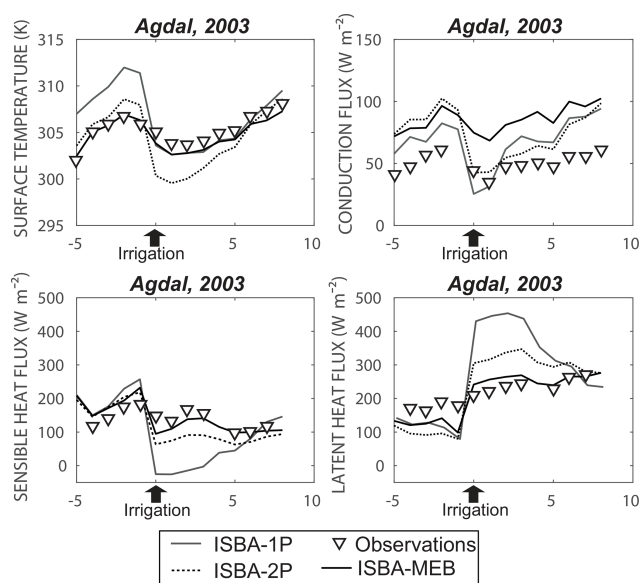 Agdal, 2003
SURFACE TEMPERATURE (K)
315
310
305
300
295
-5
0
5
10
Irrigation
Agdal, 2003
CONDUCTION FLUX (W m⁻²)
150
100
50
0
-5
0
5
10
Irrigation
Agdal, 2003
SENSIBLE HEAT FLUX (W m⁻²)
500
400
300
200
100
0
-5
0
5
10
Irrigation
Agdal, 2003
LATENT HEAT FLUX (W m⁻²)
500
400
300
200
100
0
-5
0
5
10
Irrigation
ISBA-1P
Observations
ISBA-2P
ISBA-MEB